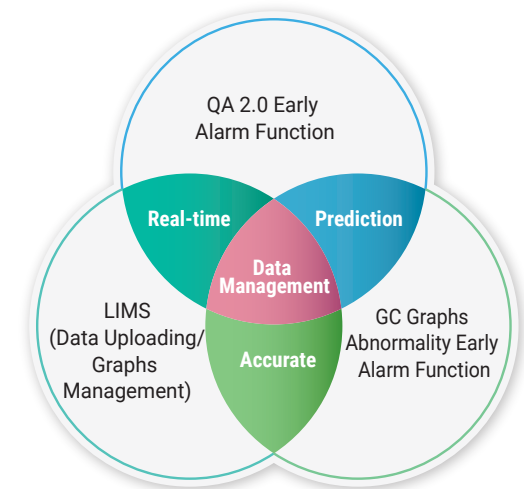 QA 2.0 Early
Alarm Function
Real-time
Prediction
Data
Management
LIMS
(Data Uploading/
Graphs
Management)
GC Graphs
Abnormality Early
Alarm Function
Accurate